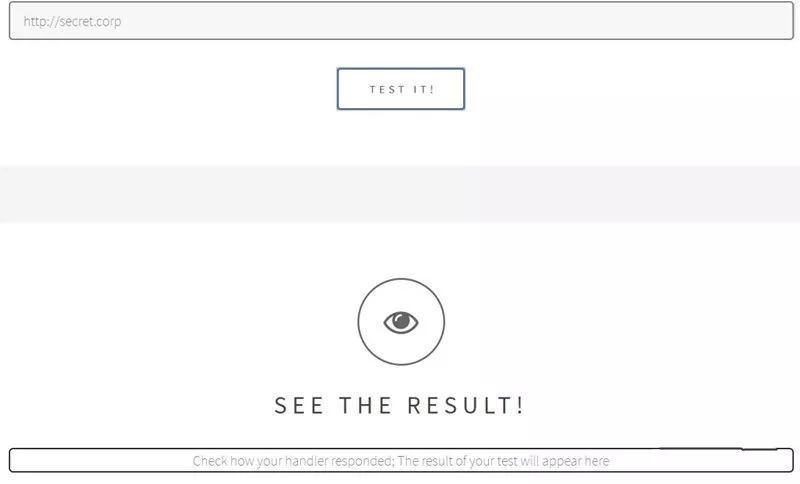 http://secret.corp
TEST IT!
SEE THE RESULT!
Check how your handler responded; The result of your test will appear here